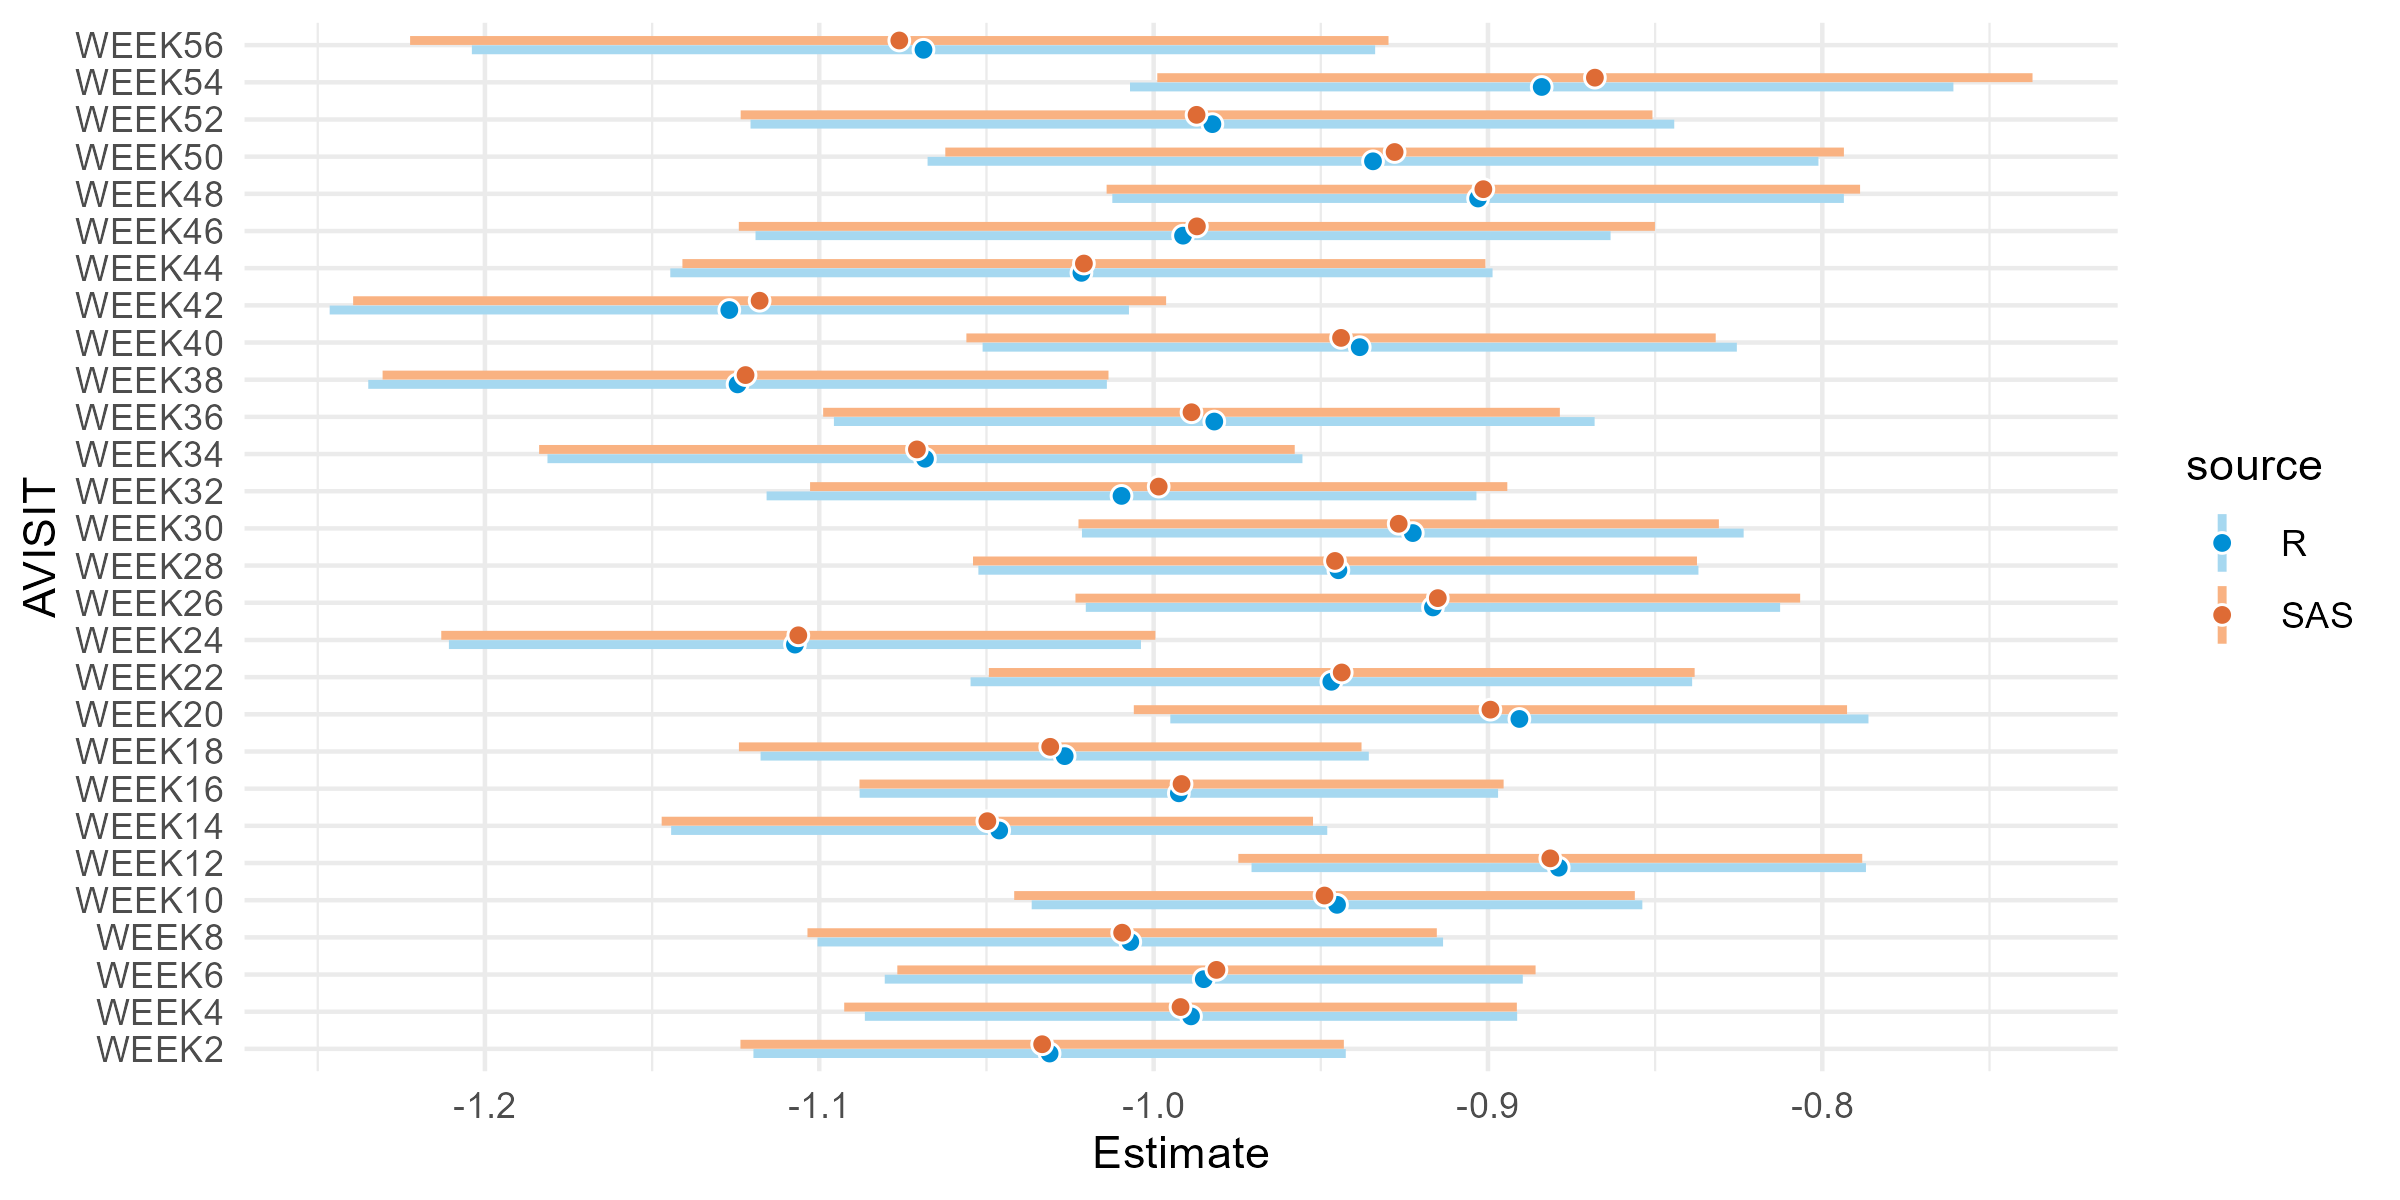 WEEK56
WEEK54
WEEK52
WEEK50
WEEK48
WEEK46
WEEK44
WEEK42
WEEK40
WEEK38
WEEK36
WEEK34
WEEK32
WEEK30
WEEK28
WEEK26
WEEK24
WEEK22
WEEK20
WEEK18
WEEK16
WEEK14
WEEK12
WEEK10
WEEK8
WEEK6
WEEK4
WEEK2
AVISIT
-1.2 -1.1 -1.0 -0.9 -0.8
Estimate
source
R
SAS